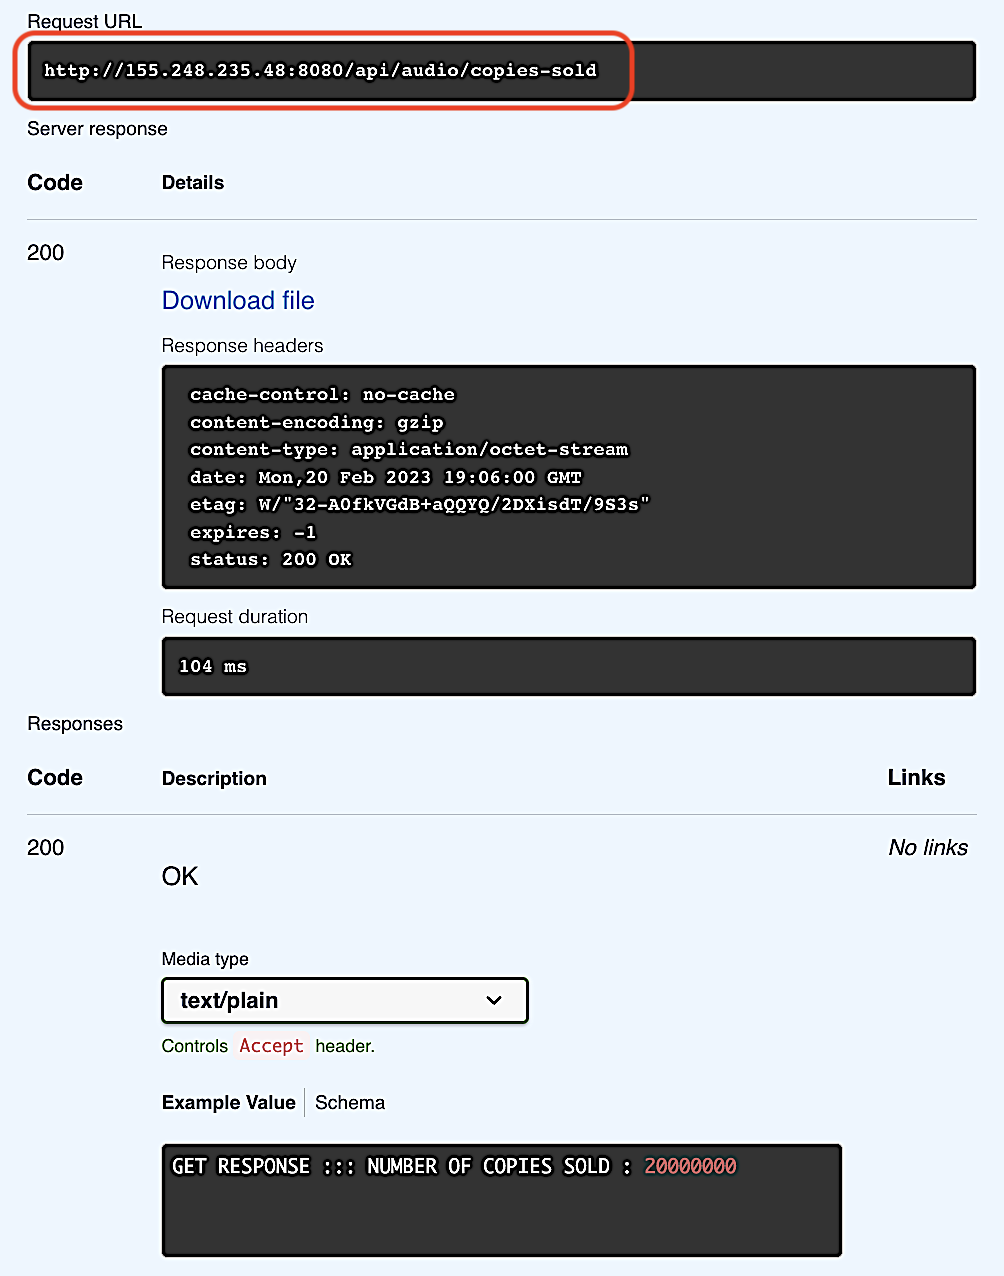 Request URL
http://155.248.235.48:8080/api/audio/copies-sold
Server response
Code Details
200
Response body
Download file
Response headers
cache-control: no-cache
content-encoding: gzip
content-type: application/octet-stream
date: Mon,20 Feb 2023 19:06:00 GMT
etag: W/"32-A0fkVGdB+aQQYQ/2DXisdT/9S3s"
expires: -1
status: 200 OK
Request duration
104 ms
Responses
Code Description Links
200 No links
OK
Media type
text/plain
Controls Accept header.
Example Value Schema
GET RESPONSE ::: NUMBER OF COPIES SOLD : 20000000